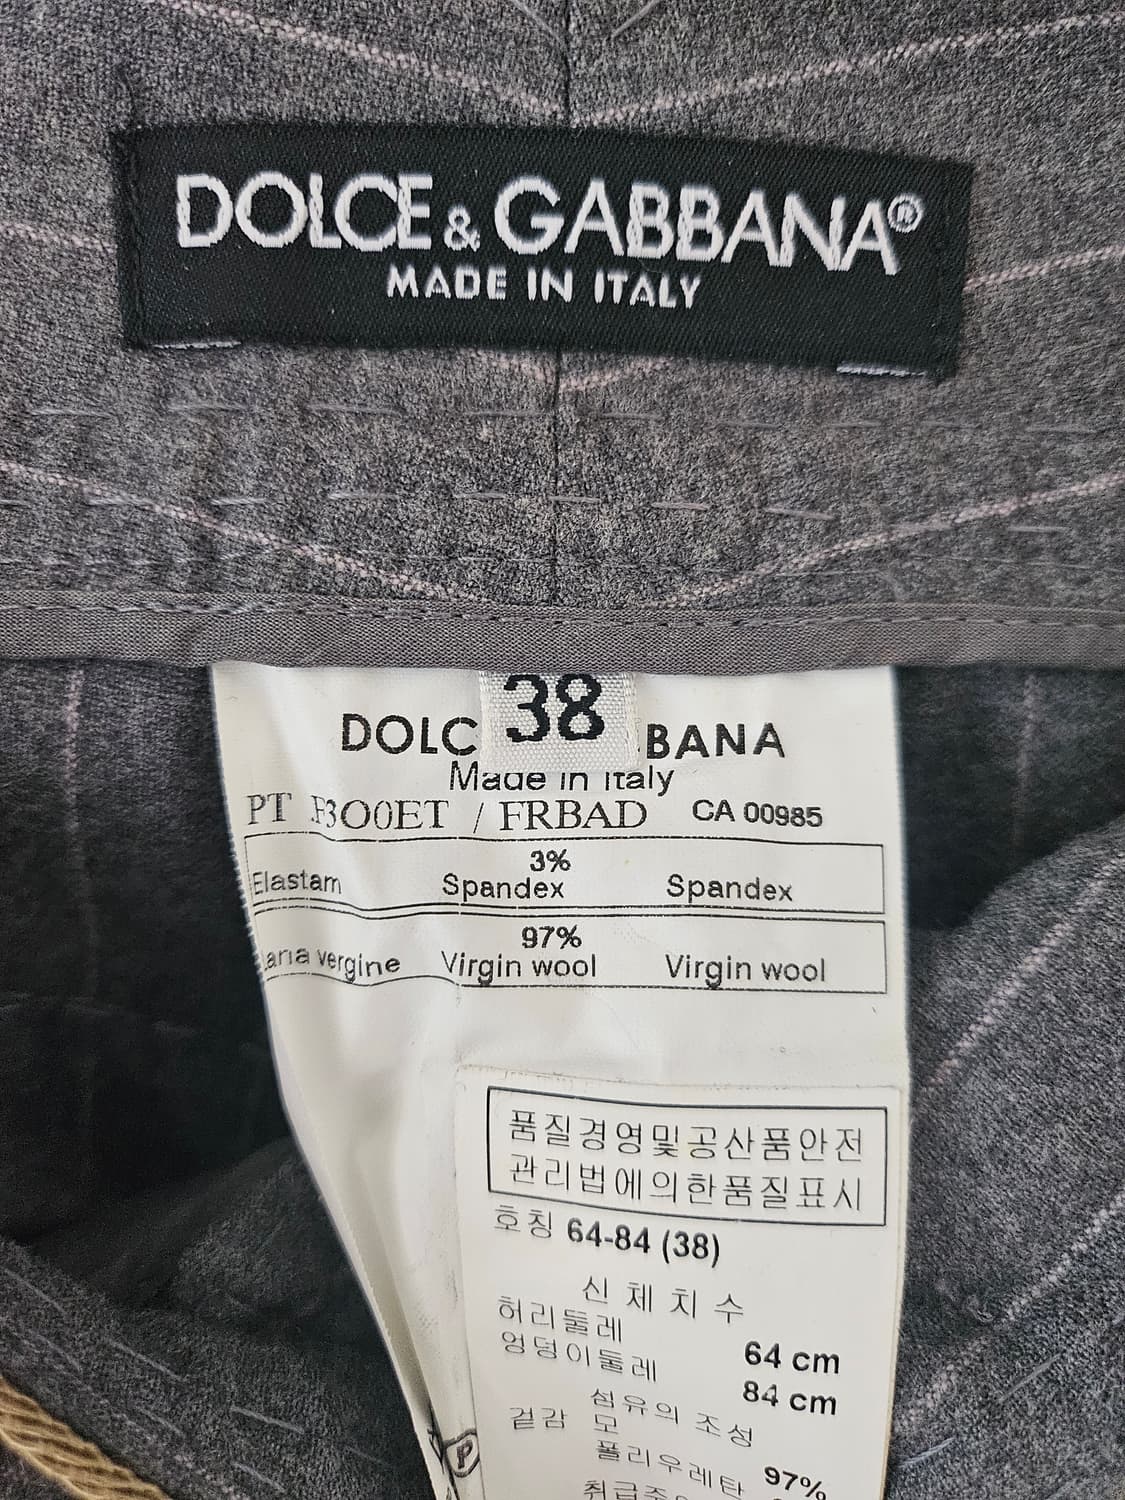 DOLCE & GABBANA®
MADE IN ITALY
38
DOLC BANA
Made in Italy
PT F3O0ET / FRBAD CA 00985
3%
Elastam Spandex Spandex
97%
vergine Virgin wool Virgin wool
품질경영및공산품안전
관리법에의한품질표시
호칭 64-84 (38)
신체치수
허리둘레 64 cm
엉덩이둘레 84 cm
섬유의 조성
겉감 모 97%
폴리우레탄
P